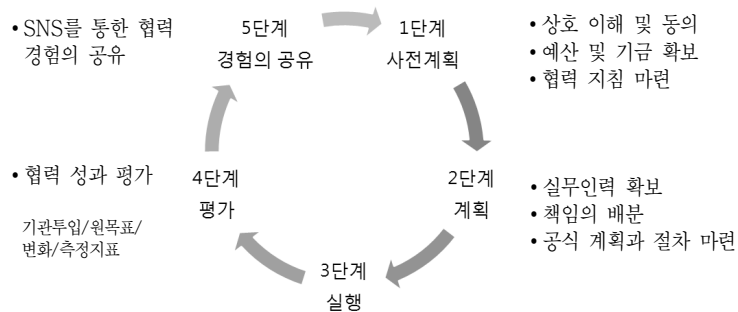 • SNS를 통한 협력
경험의 공유
5단계
경험의 공유
1단계
사전계획
• 상호 이해 및 동의
• 예산 및 기금 확보
• 협력 지침 마련
• 협력 성과 평가
기관투입/원목표/
변화/측정지표
4단계
평가
2단계
계획
• 실무인력 확보
• 책임의 배분
• 공식 계획과 절차 마련
3단계
실행